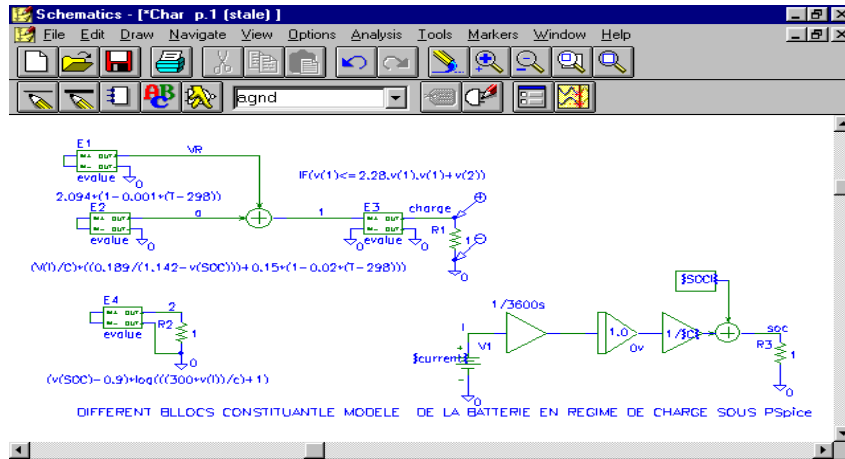 Schematics - [*Char p.1 (stale) ]
File Edit Draw Navigate View Options Analysis Tools Markers Window Help
agnd
E1
VR
IN+ OUT+
IN- OUT-
evalue
0
IF(v(1)<=2.28,v(1),v(1)+v(2))
2.094*(1-0.001*(T-298))
E2
a
1
E3
charge
IN+ OUT+
IN- OUT-
evalue
0
IN+ OUT+
IN- OUT-
0 evalue
0
R1
1
0
(V(I)/C)*((0.189/(1.142-v(SOC)))+0.15*(1-0.02*(T-298)))
E4
2
IN+ OUT+
IN- OUT-
evalue
R2
1
0
(v(SOC)-0.9)*log(((300*v(I))/c)+1)
1/3600s
I
+
V1
-
{current}
0
1.0
0v
1/{C}
soc
R3
1
0
DIFFERENT BLLOCS CONSTITUANTLE MODELE DE LA BATTERIE EN REGIME DE CHARGE SOUS PSpice